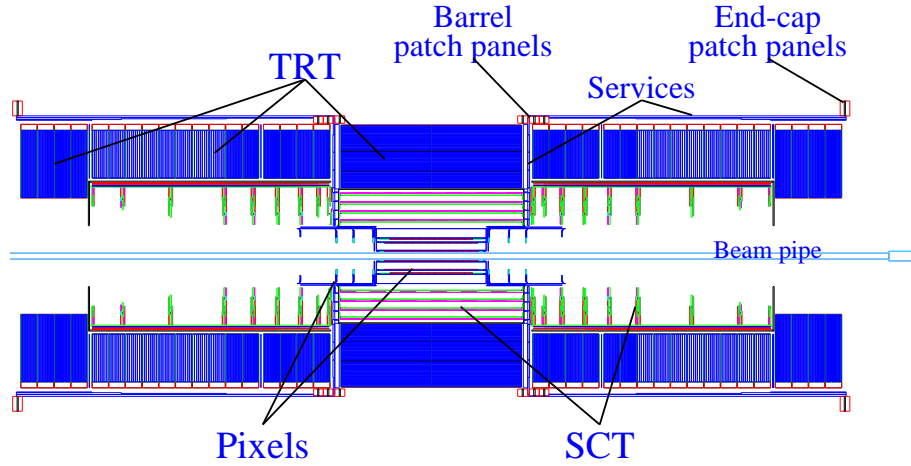 Barrel
patch panels
End-cap
patch panels
TRT
Services
Beam pipe
Pixels
SCT